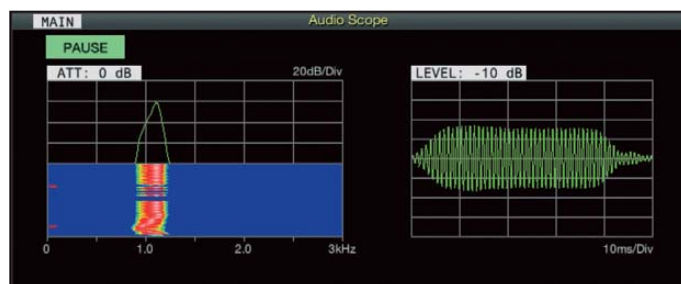 MAIN
Audio Scope
PAUSE
ATT: 0 dB
20dB/Div
LEVEL: -10 dB
0
1.0
2.0
3kHz
10ms/Div